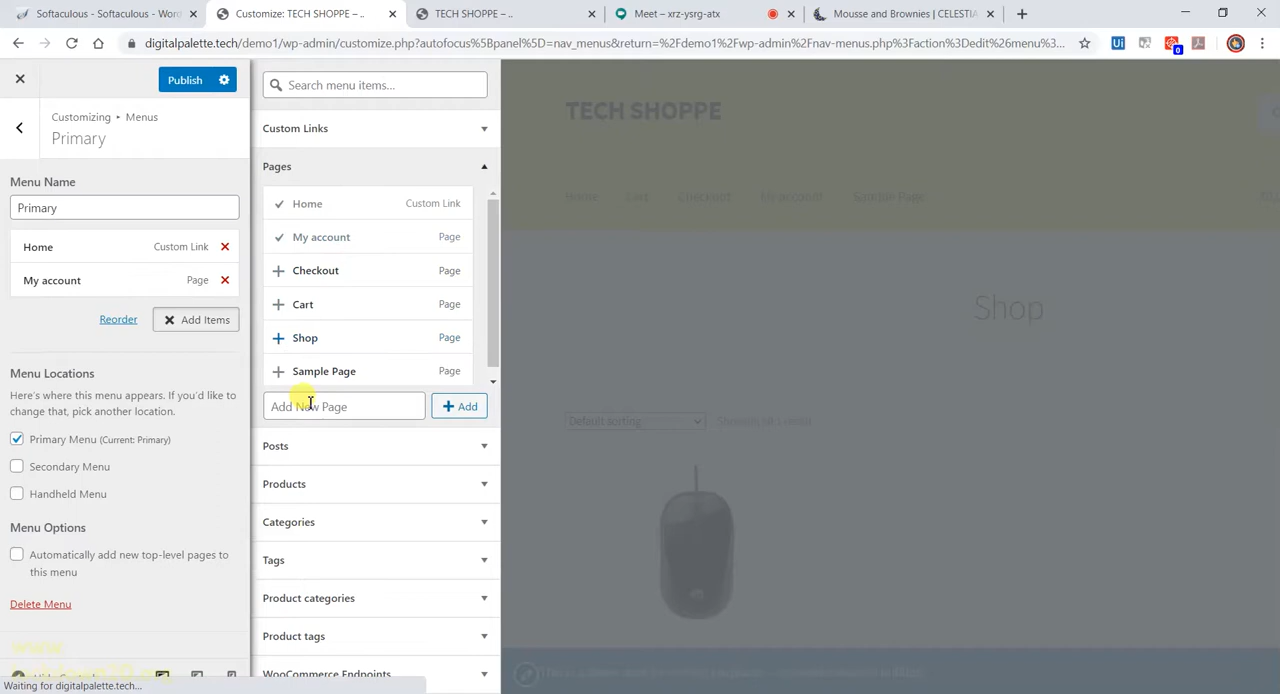 Softaculous - Softaculous - Word
Customize: TECH SHOPPE – ..
TECH SHOPPE – ..
Meet – xrz-ysrg-atx
Mousse and Brownies | CELESTIA
digitalpalette.tech/demo1/wp-admin/customize.php?autofocus%5Bpanel%5D=nav_menus&return=%2Fdemo1%2Fwp-admin%2Fnav-menus.php%3Faction%3Dedit%26menu%3...
Publish
Customizing ▸ Menus
Primary
Menu Name
Primary
Home Custom Link
My account Page
Reorder Add Items
Menu Locations
Here's where this menu appears. If you'd like to
change that, pick another location.
Primary Menu (Current: Primary)
Secondary Menu
Handheld Menu
Menu Options
Automatically add new top-level pages to
this menu
Delete Menu
Waiting for digitalpalette.tech...
Search menu items...
Custom Links
Pages
Home Custom Link
My account Page
Checkout Page
Cart Page
Shop Page
Sample Page Page
Add New Page Add
Posts
Products
Categories
Tags
Product categories
Product tags
WooCommerce Endpoints
TECH SHOPPE
Home Cart Checkout My account Sample Page
Shop
Default sorting